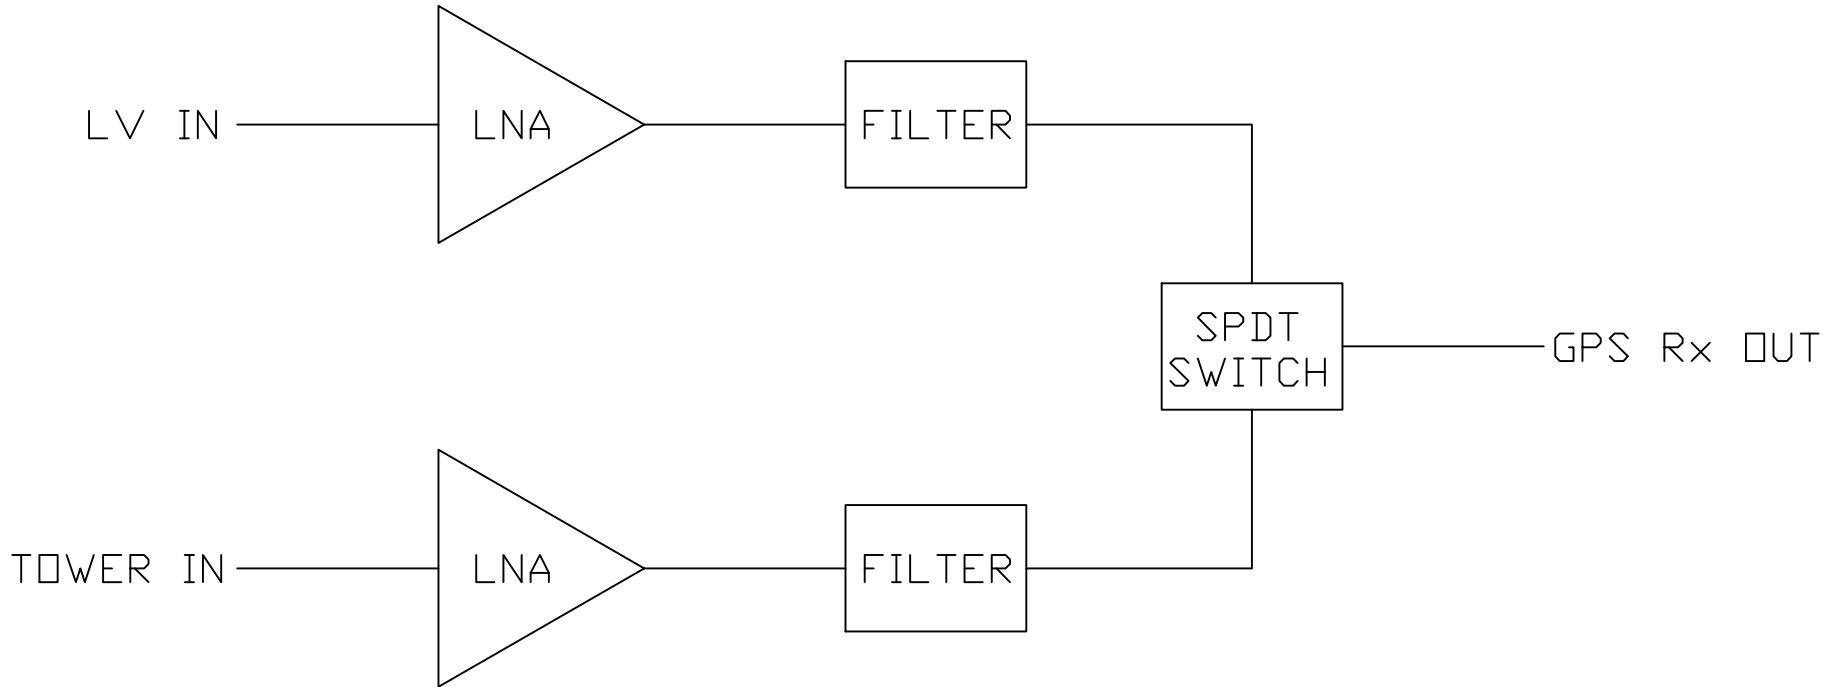 LV IN
LNA
FILTER
SPDT
SWITCH
GPS Rx OUT
TOWER IN
LNA
FILTER